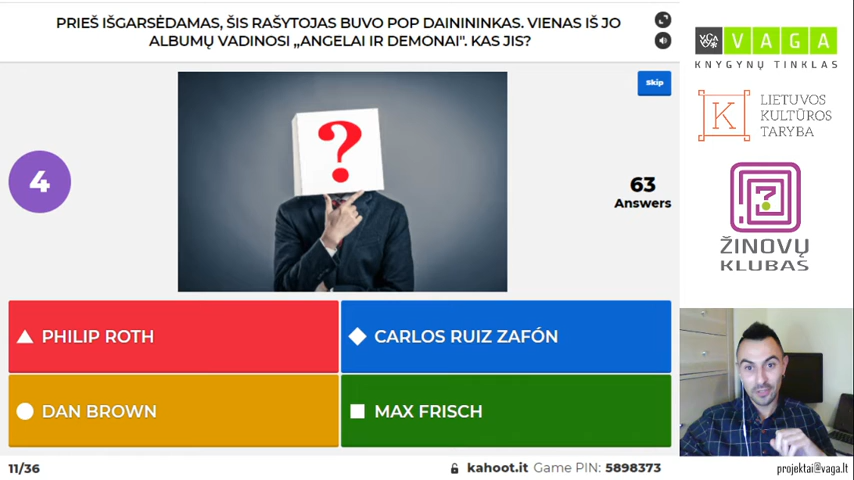 PRIEŠ IŠGARSĖDAMAS, ŠIS RAŠYTOJAS BUVO POP DAINININKAS. VIENAS IŠ JO
ALBUMŲ VADINOSI „ANGELAI IR DEMONAI". KAS JIS?
Skip
?
4
63
Answers
PHILIP ROTH
CARLOS RUIZ ZAFÓN
DAN BROWN
MAX FRISCH
11/36
kahoot.it Game PIN: 5898373
VAGA
KNYGYNŲ TINKLAS
K
LIETUVOS
KULTŪROS
TARYBA
?
ŽINOVŲ
KLUBAS
projektai@vaga.lt